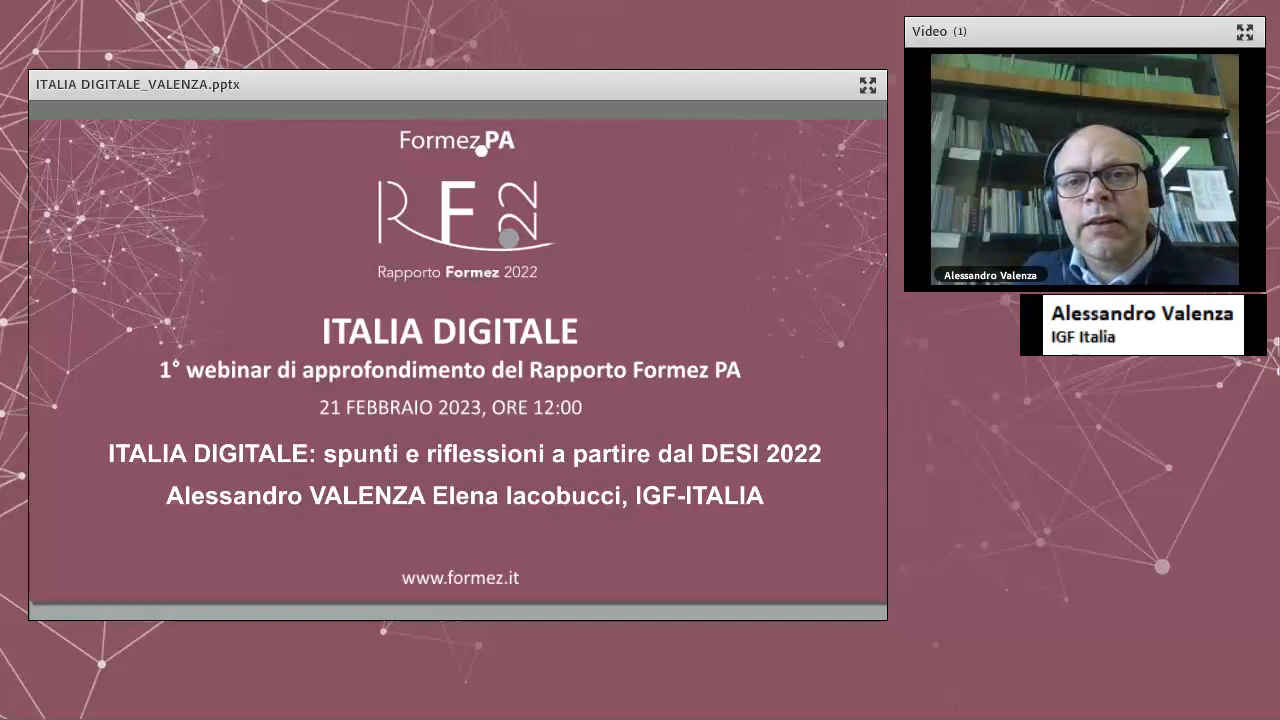 ITALIA DIGITALE_VALENZA.pptx
Formez PA
RF22
Rapporto Formez 2022
ITALIA DIGITALE
1° webinar di approfondimento del Rapporto Formez PA
21 FEBBRAIO 2023, ORE 12:00
ITALIA DIGITALE: spunti e riflessioni a partire dal DESI 2022
Alessandro VALENZA Elena Iacobucci, IGF-ITALIA
www.formez.it
Video (1)
Alessandro Valenza
Alessandro Valenza
IGF Italia